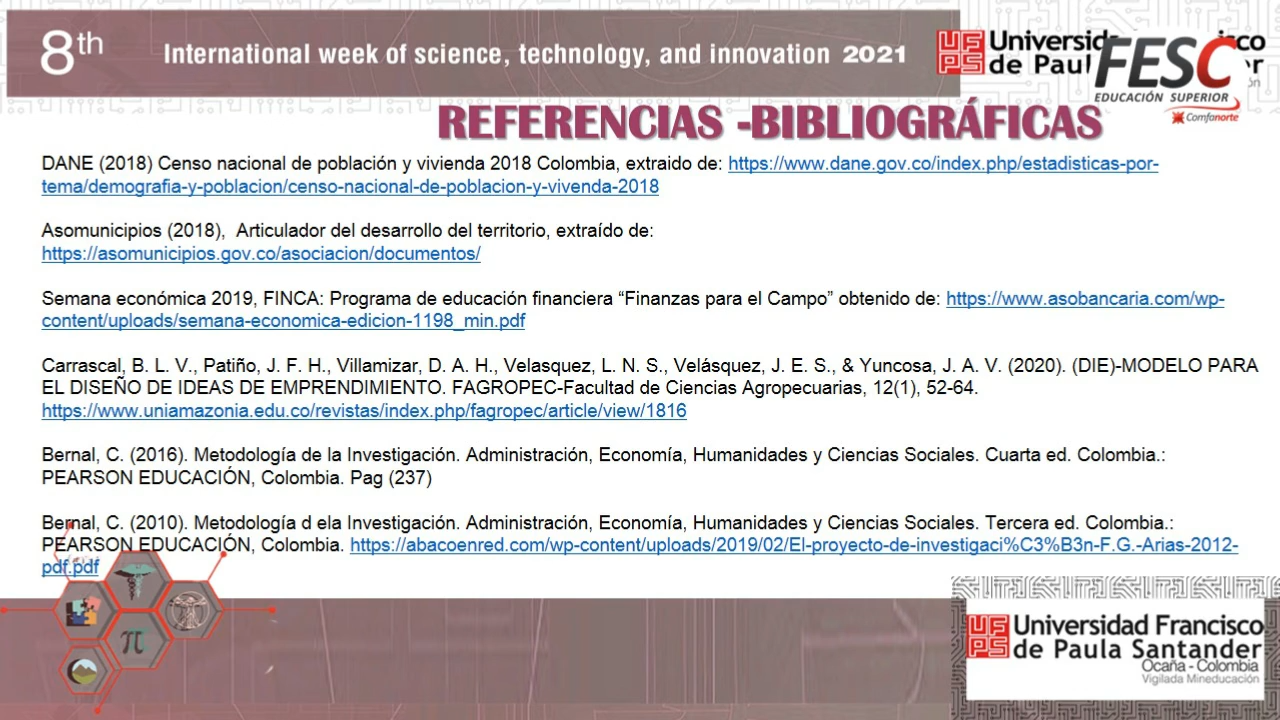 8th
International week of science, technology, and innovation 2021
UFPS
Universid
isco
de Paul
er
ón
FESC
EDUCACIÓN SUPERIOR
Comfanorte
REFERENCIAS -BIBLIOGRÁFICAS
DANE (2018) Censo nacional de población y vivienda 2018 Colombia, extraido de: https://www.dane.gov.co/index.php/estadisticas-por-
tema/demografia-y-poblacion/censo-nacional-de-poblacion-y-vivenda-2018
Asomunicipios (2018),  Articulador del desarrollo del territorio, extraído de:
https://asomunicipios.gov.co/asociacion/documentos/
Semana económica 2019, FINCA: Programa de educación financiera “Finanzas para el Campo” obtenido de: https://www.asobancaria.com/wp-
content/uploads/semana-economica-edicion-1198_min.pdf
Carrascal, B. L. V., Patiño, J. F. H., Villamizar, D. A. H., Velasquez, L. N. S., Velásquez, J. E. S., & Yuncosa, J. A. V. (2020). (DIE)-MODELO PARA
EL DISEÑO DE IDEAS DE EMPRENDIMIENTO. FAGROPEC-Facultad de Ciencias Agropecuarias, 12(1), 52-64.
https://www.uniamazonia.edu.co/revistas/index.php/fagropec/article/view/1816
Bernal, C. (2016). Metodología de la Investigación. Administración, Economía, Humanidades y Ciencias Sociales. Cuarta ed. Colombia.:
PEARSON EDUCACIÓN, Colombia. Pag (237)
Bernal, C. (2010). Metodología d ela Investigación. Administración, Economía, Humanidades y Ciencias Sociales. Tercera ed. Colombia.:
PEARSON EDUCACIÓN, Colombia. https://abacoenred.com/wp-content/uploads/2019/02/El-proyecto-de-investigaci%C3%B3n-F.G.-Arias-2012-
pdf.pdf
π
UFPS
Universidad Francisco
de Paula Santander
Ocaña - Colombia
Vigilada Mineducación